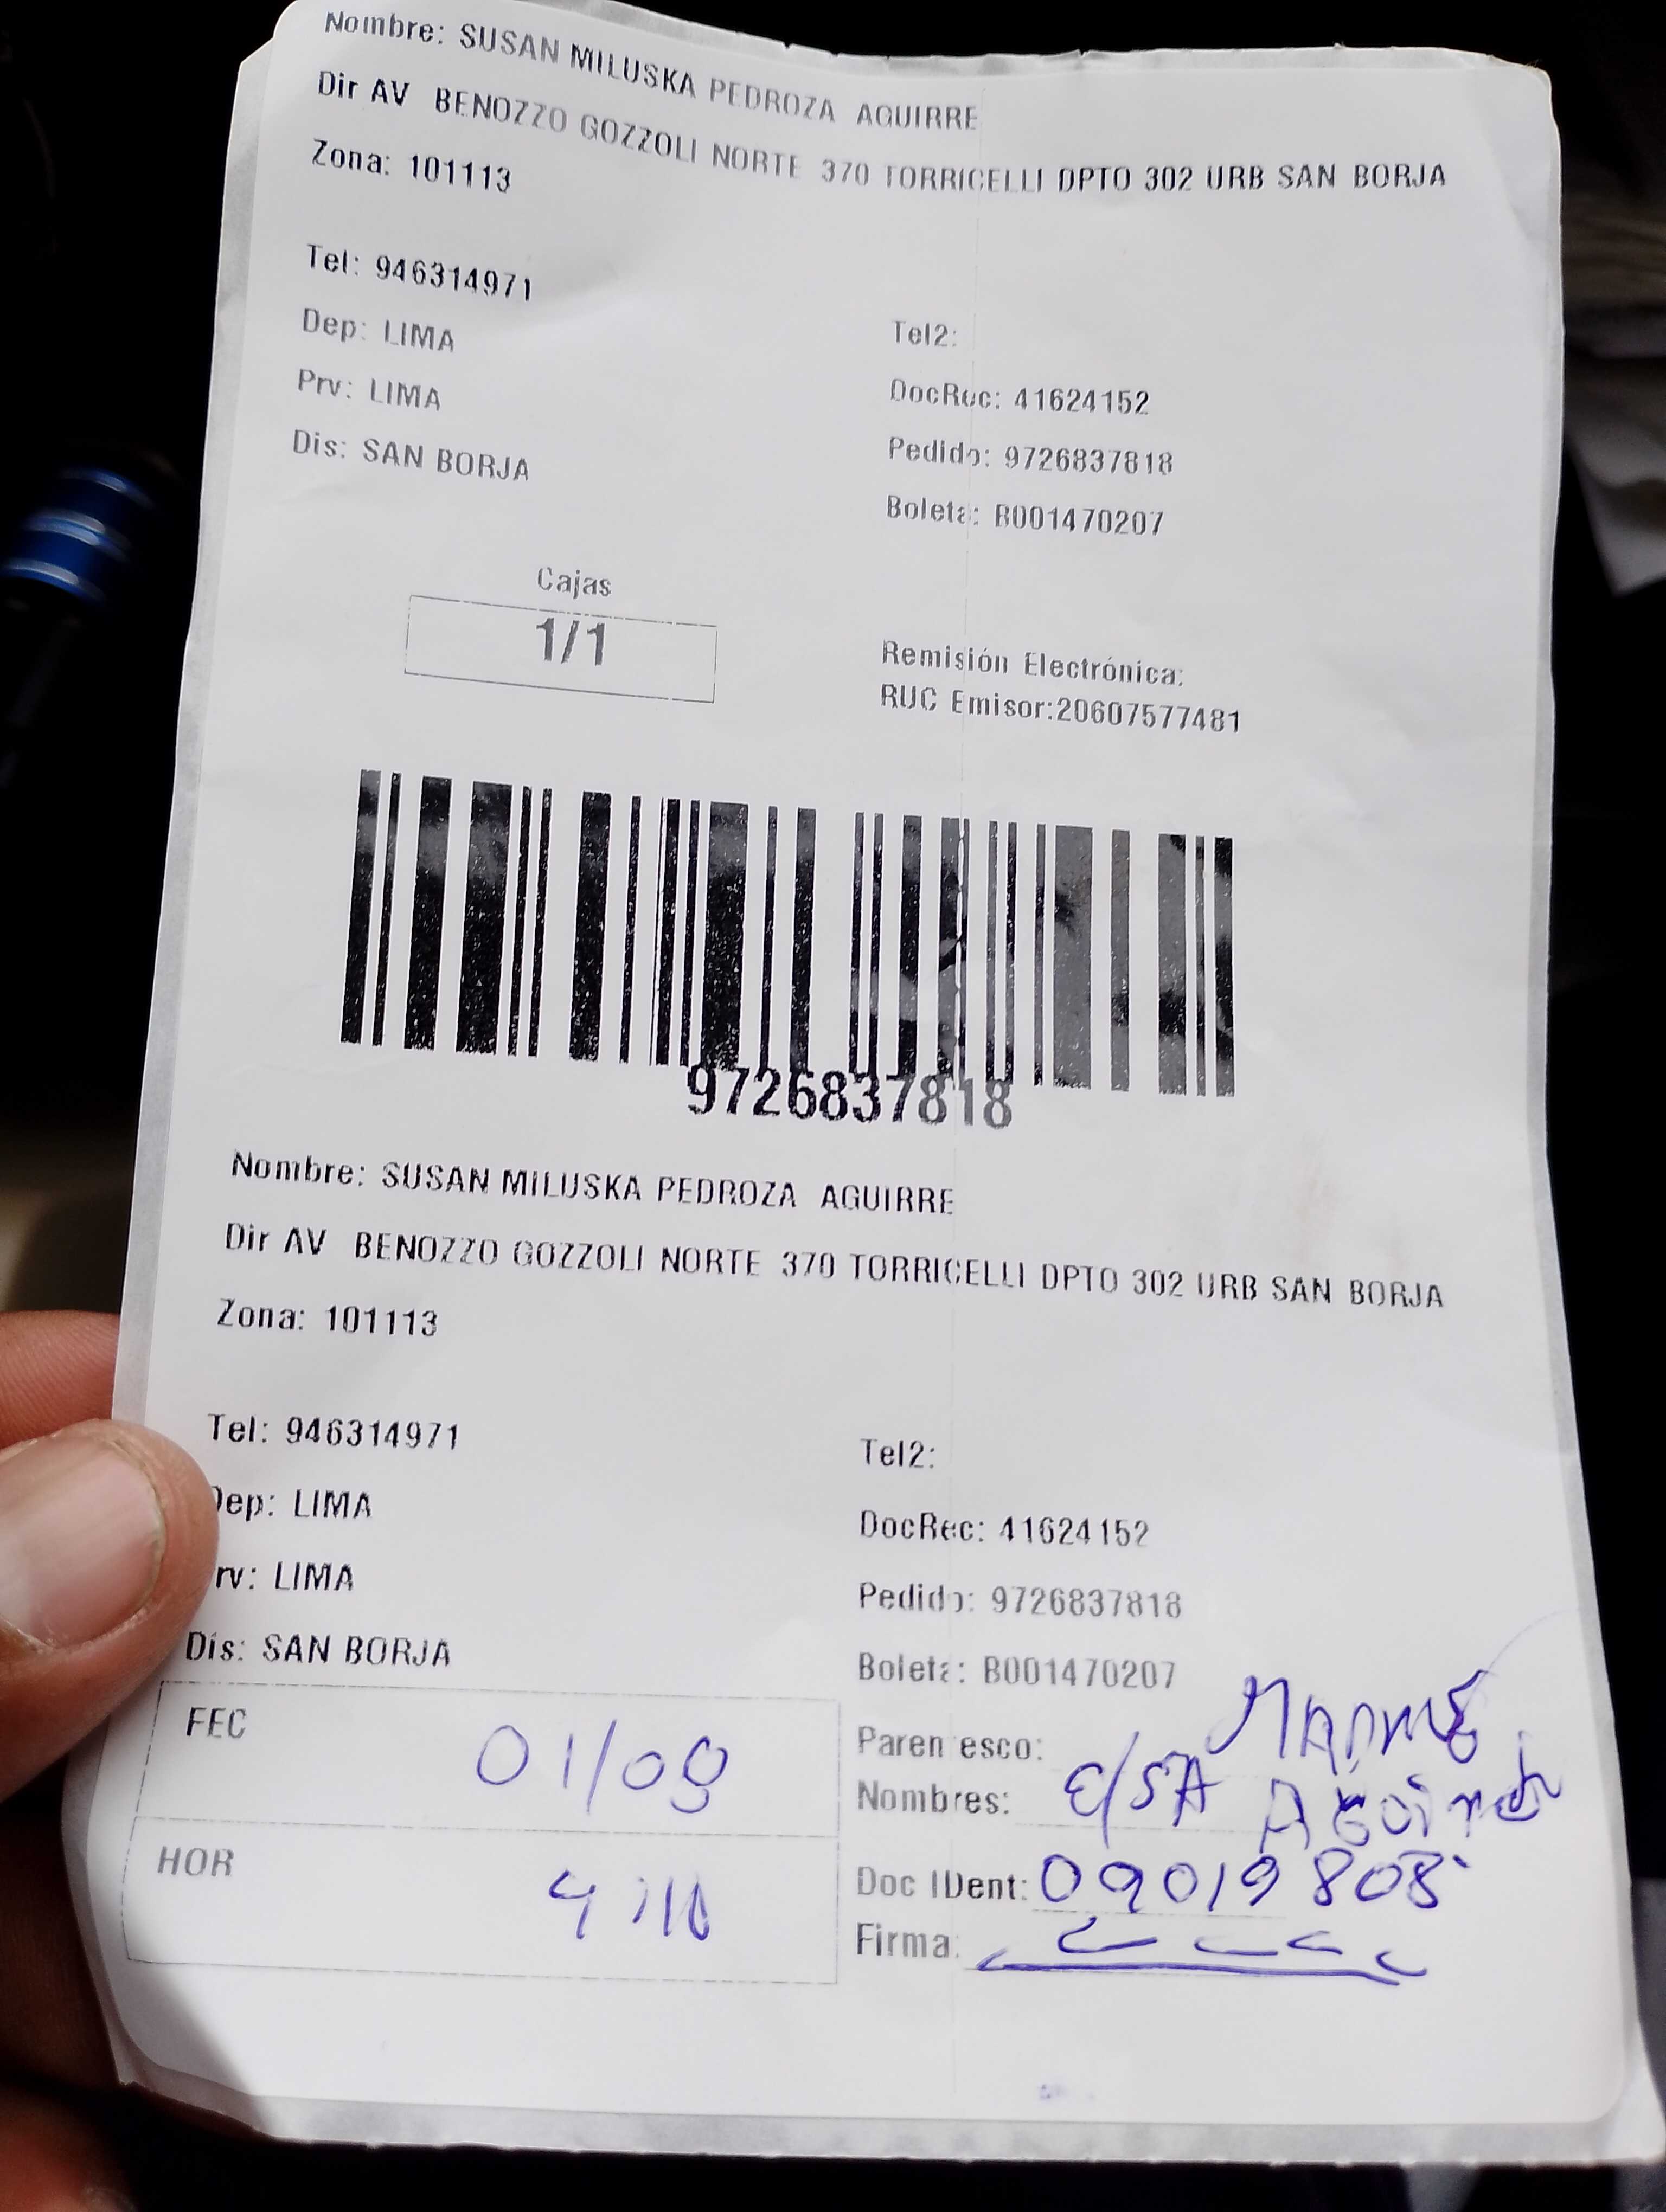 Nombre: SUSAN MILUSKA PEDROZA AGUIRRE
Dir AV BENOZZO GOZZOLI NORTE 370 TORRICELLI DPTO 302 URB SAN BORJA
Zona: 101113
Tel: 946314971
Tel2:
Dep: LIMA
DocRec: 41624152
Prv: LIMA
Pedido: 9726837818
Dis: SAN BORJA
Boleta: B001470207
Cajas
1/1
Remisión Electrónica:
RUC Emisor:20607577481
9726837818
Nombre: SUSAN MILUSKA PEDROZA AGUIRRE
Dir AV BENOZZO GOZZOLI NORTE 370 TORRICELLI DPTO 302 URB SAN BORJA
Zona: 101113
Tel: 946314971
Tel2:
Dep: LIMA
DocRec: 41624152
rv: LIMA
Pedido: 9726837818
Dis: SAN BORJA
Boleta: B001470207
FEC 01/08
Parentesco: MADRE
Nombres: ElSA
HOR
Doc IDent: 09019808
Firma: